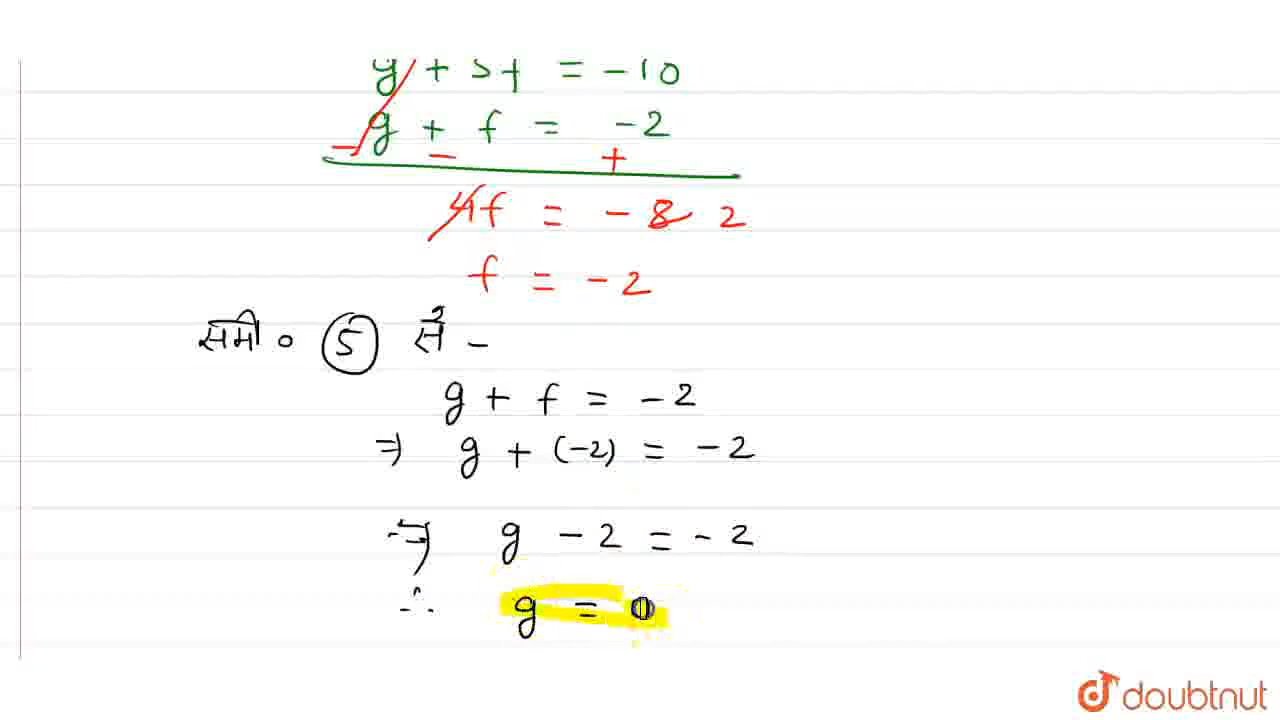 g + 5f = -10
g + f = -2
- - +
4f = -8 2
f = -2
समी० 5 से -
g + f = -2
⇒ g + (-2) = -2
⇒ g - 2 = -2
∴ g = 0
doubtnut